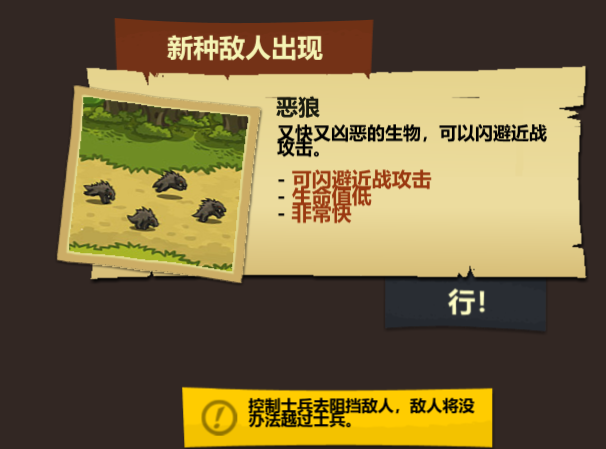 新种敌人出现
恶狼
又快又凶恶的生物，可以闪避近战
攻击。
- 可闪避近战攻击
- 生命值低
- 非常快
行！
控制士兵去阻挡敌人，敌人将没
办法越过士兵。